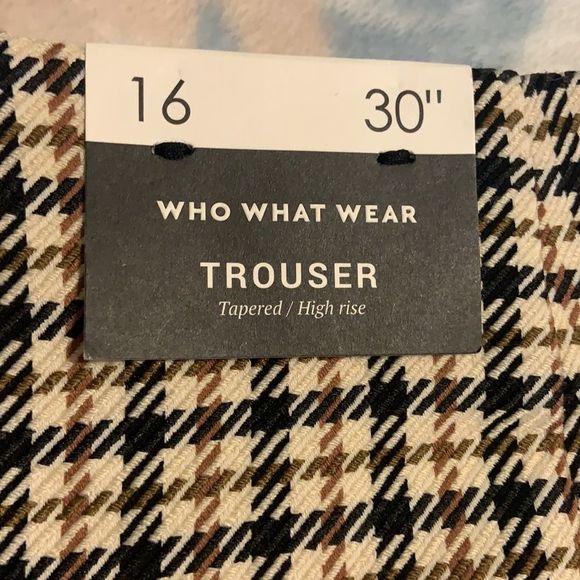 16 30"
WHO WHAT WEAR
TROUSER
Tapered / High rise